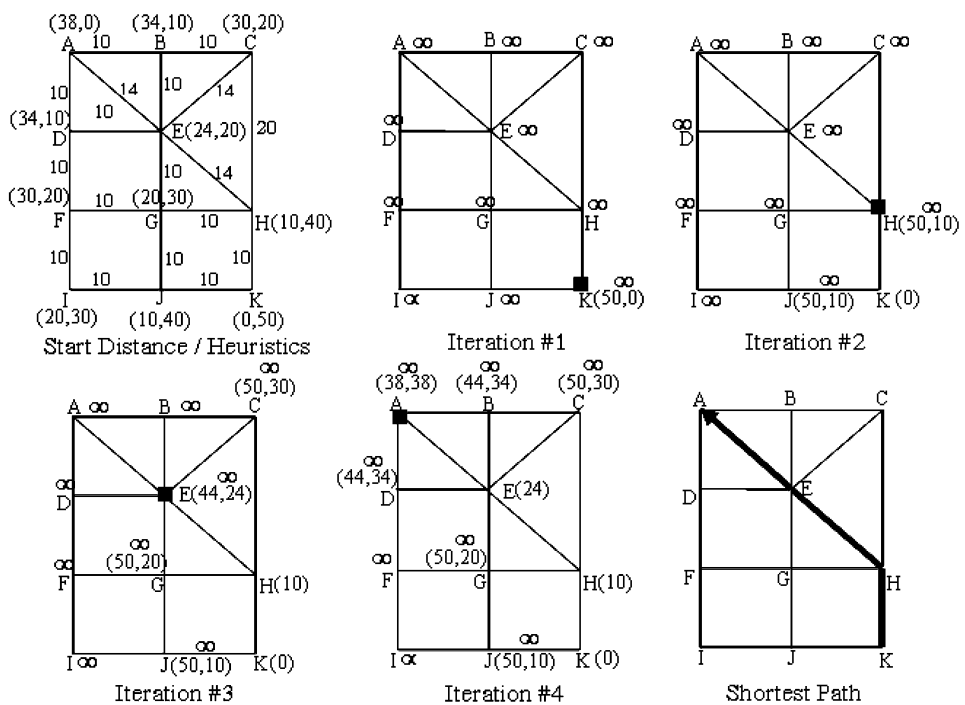 (38,0) (34,10) (30,20)
A 10 B 10 C
10 14 10 14
(34,10) 10
D E(24,20) 20
10 10 14
(30,20) 10 (20,30)
F G 10 H(10,40)
10 10 10
10 10
I J K
(20,30) (10,40) (0,50)
Start Distance / Heuristics
A ∞ B ∞ C ∞
∞
D E ∞
∞ ∞
F G H
∞
I ∝ J ∞ K(50,0)
Iteration #1
A ∞ B ∞ C ∞
∞
D E ∞
∞ ∞ ∞
F G H(50,10)
∞
I ∞ J(50,10) K (0)
Iteration #2
∞
(50,30)
A ∞ B ∞ C
∞ ∞
D E(44,24)
∞
∞ (50,20)
F G H(10)
∞
I ∞ J(50,10) K(0)
Iteration #3
∞ ∞ ∞
(38,38) (44,34) (50,30)
A B C
∞
(44,34)
D E(24)
∞
∞ (50,20)
F G H(10)
∞
I ∝ J(50,10) K (0)
Iteration #4
A B C
D E
F G H
I J K
Shortest Path